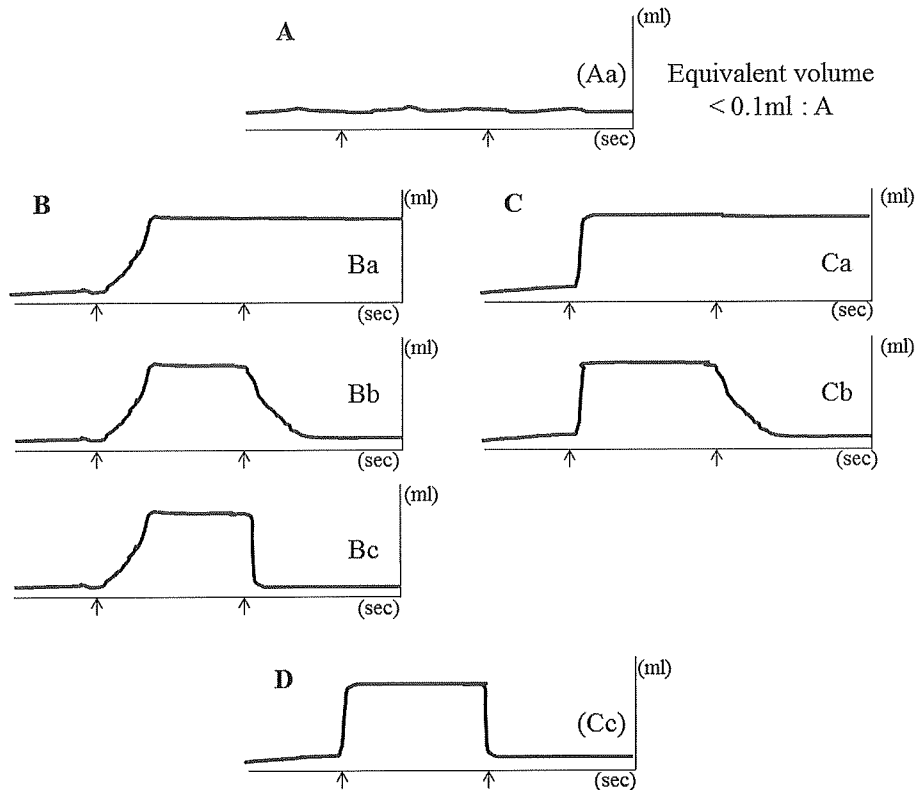 A
(ml)
(Aa)
(sec)
Equivalent volume
< 0.1ml : A
B
(ml)
Ba
(sec)
C
(ml)
Ca
(sec)
(ml)
Bb
(sec)
(ml)
Cb
(sec)
(ml)
Bc
(sec)
D
(ml)
(Cc)
(sec)